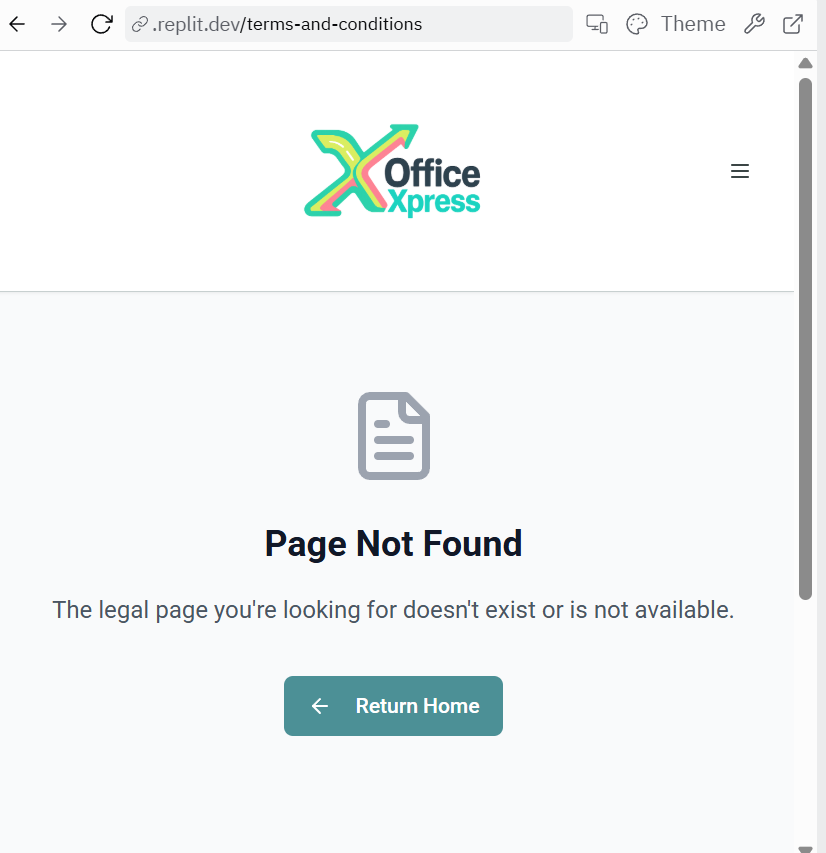 .replit.dev/terms-and-conditions
Theme
Office
Xpress
Page Not Found
The legal page you're looking for doesn't exist or is not available.
Return Home